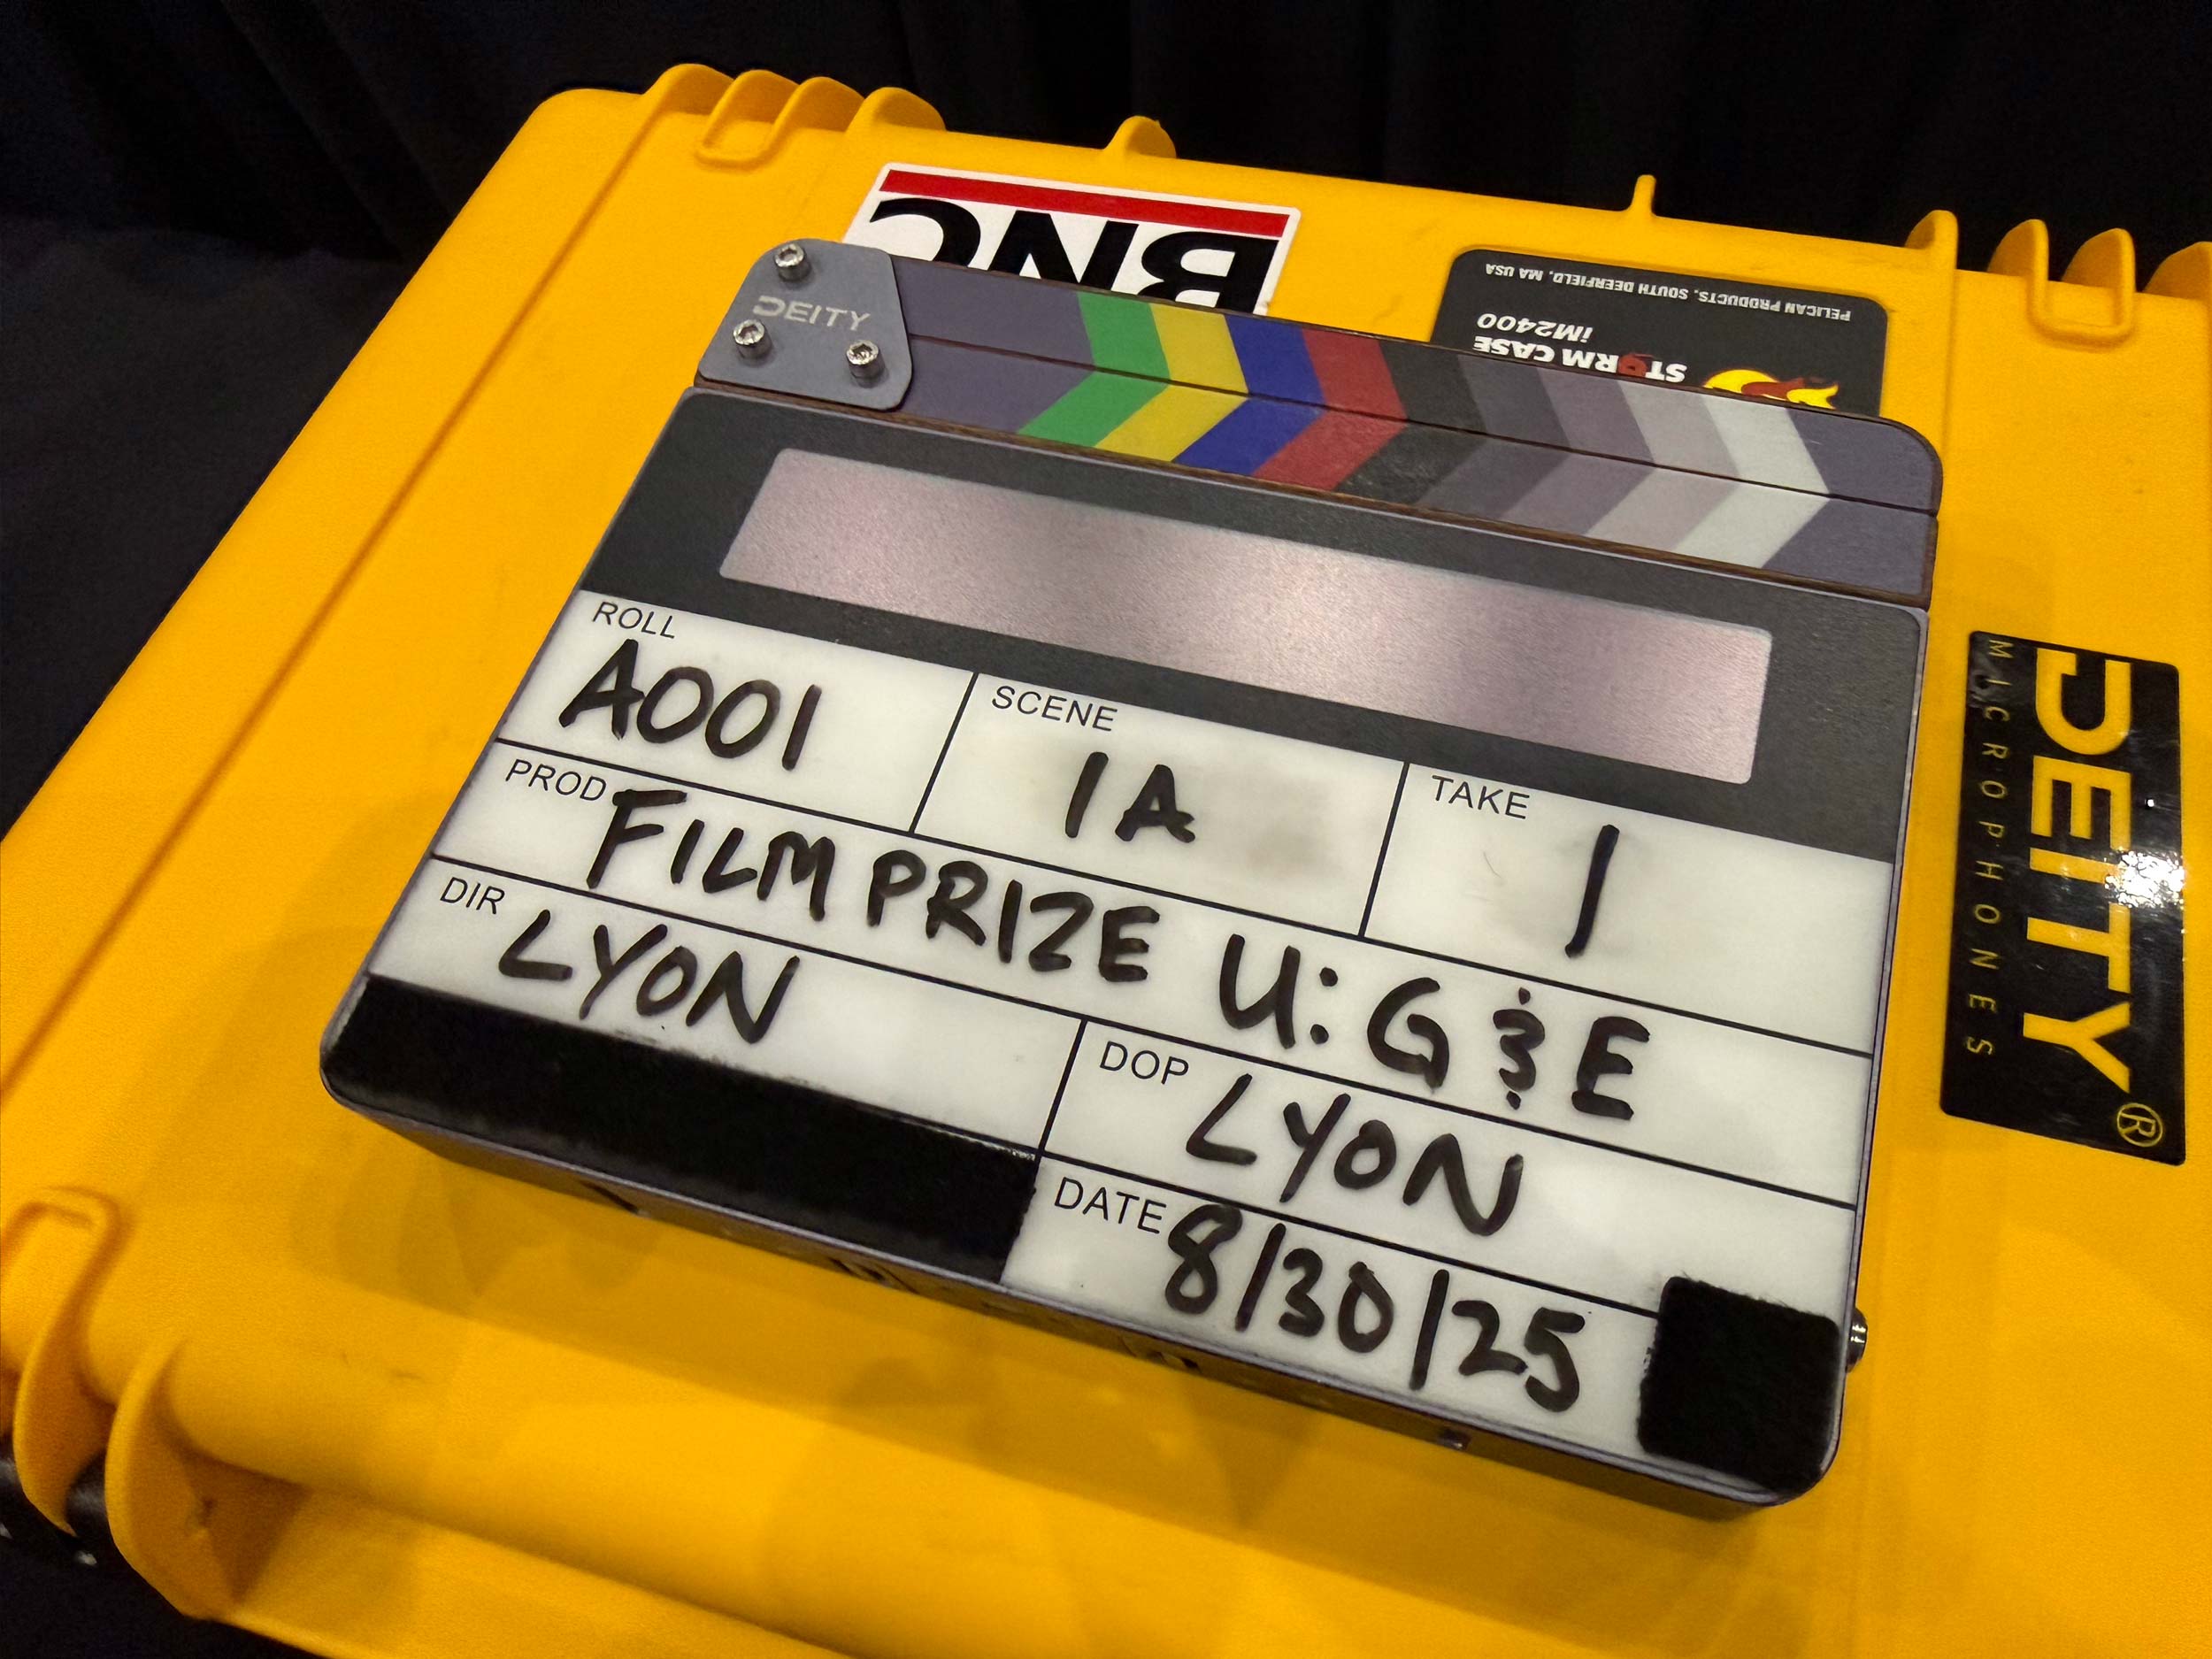 BNC
PELICAN PRODUCTS, SOUTH DEERFIELD, MA USA
iM2400
STORM CASE
DEITY
ROLL
A001
SCENE
1A
TAKE
1
PROD
FILM PRIZE U: G & E
DIR
LYON
DOP
LYON
DATE
8/30/25
DEITY®
MICROPHONES